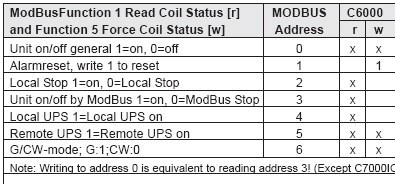 ModBusFunction 1 Read Coil Status [r] MODBUS C6000
and Function 5 Force Coil Status [w] Address r w
Unit on/off general 1=on, 0=off 0 x x
Alarmreset, write 1 to reset 1 1
Local Stop 1=on, 0=Local Stop 2 x
Unit on/off by ModBus 1=on, 0=ModBus Stop 3 x
Local UPS 1=Local UPS on 4 x
Remote UPS 1=Remote UPS on 5 x x
G/CW-mode; G:1;CW:0 6 x x
Note: Writing to address 0 is equivalent to reading address 3! (Except C7000IO